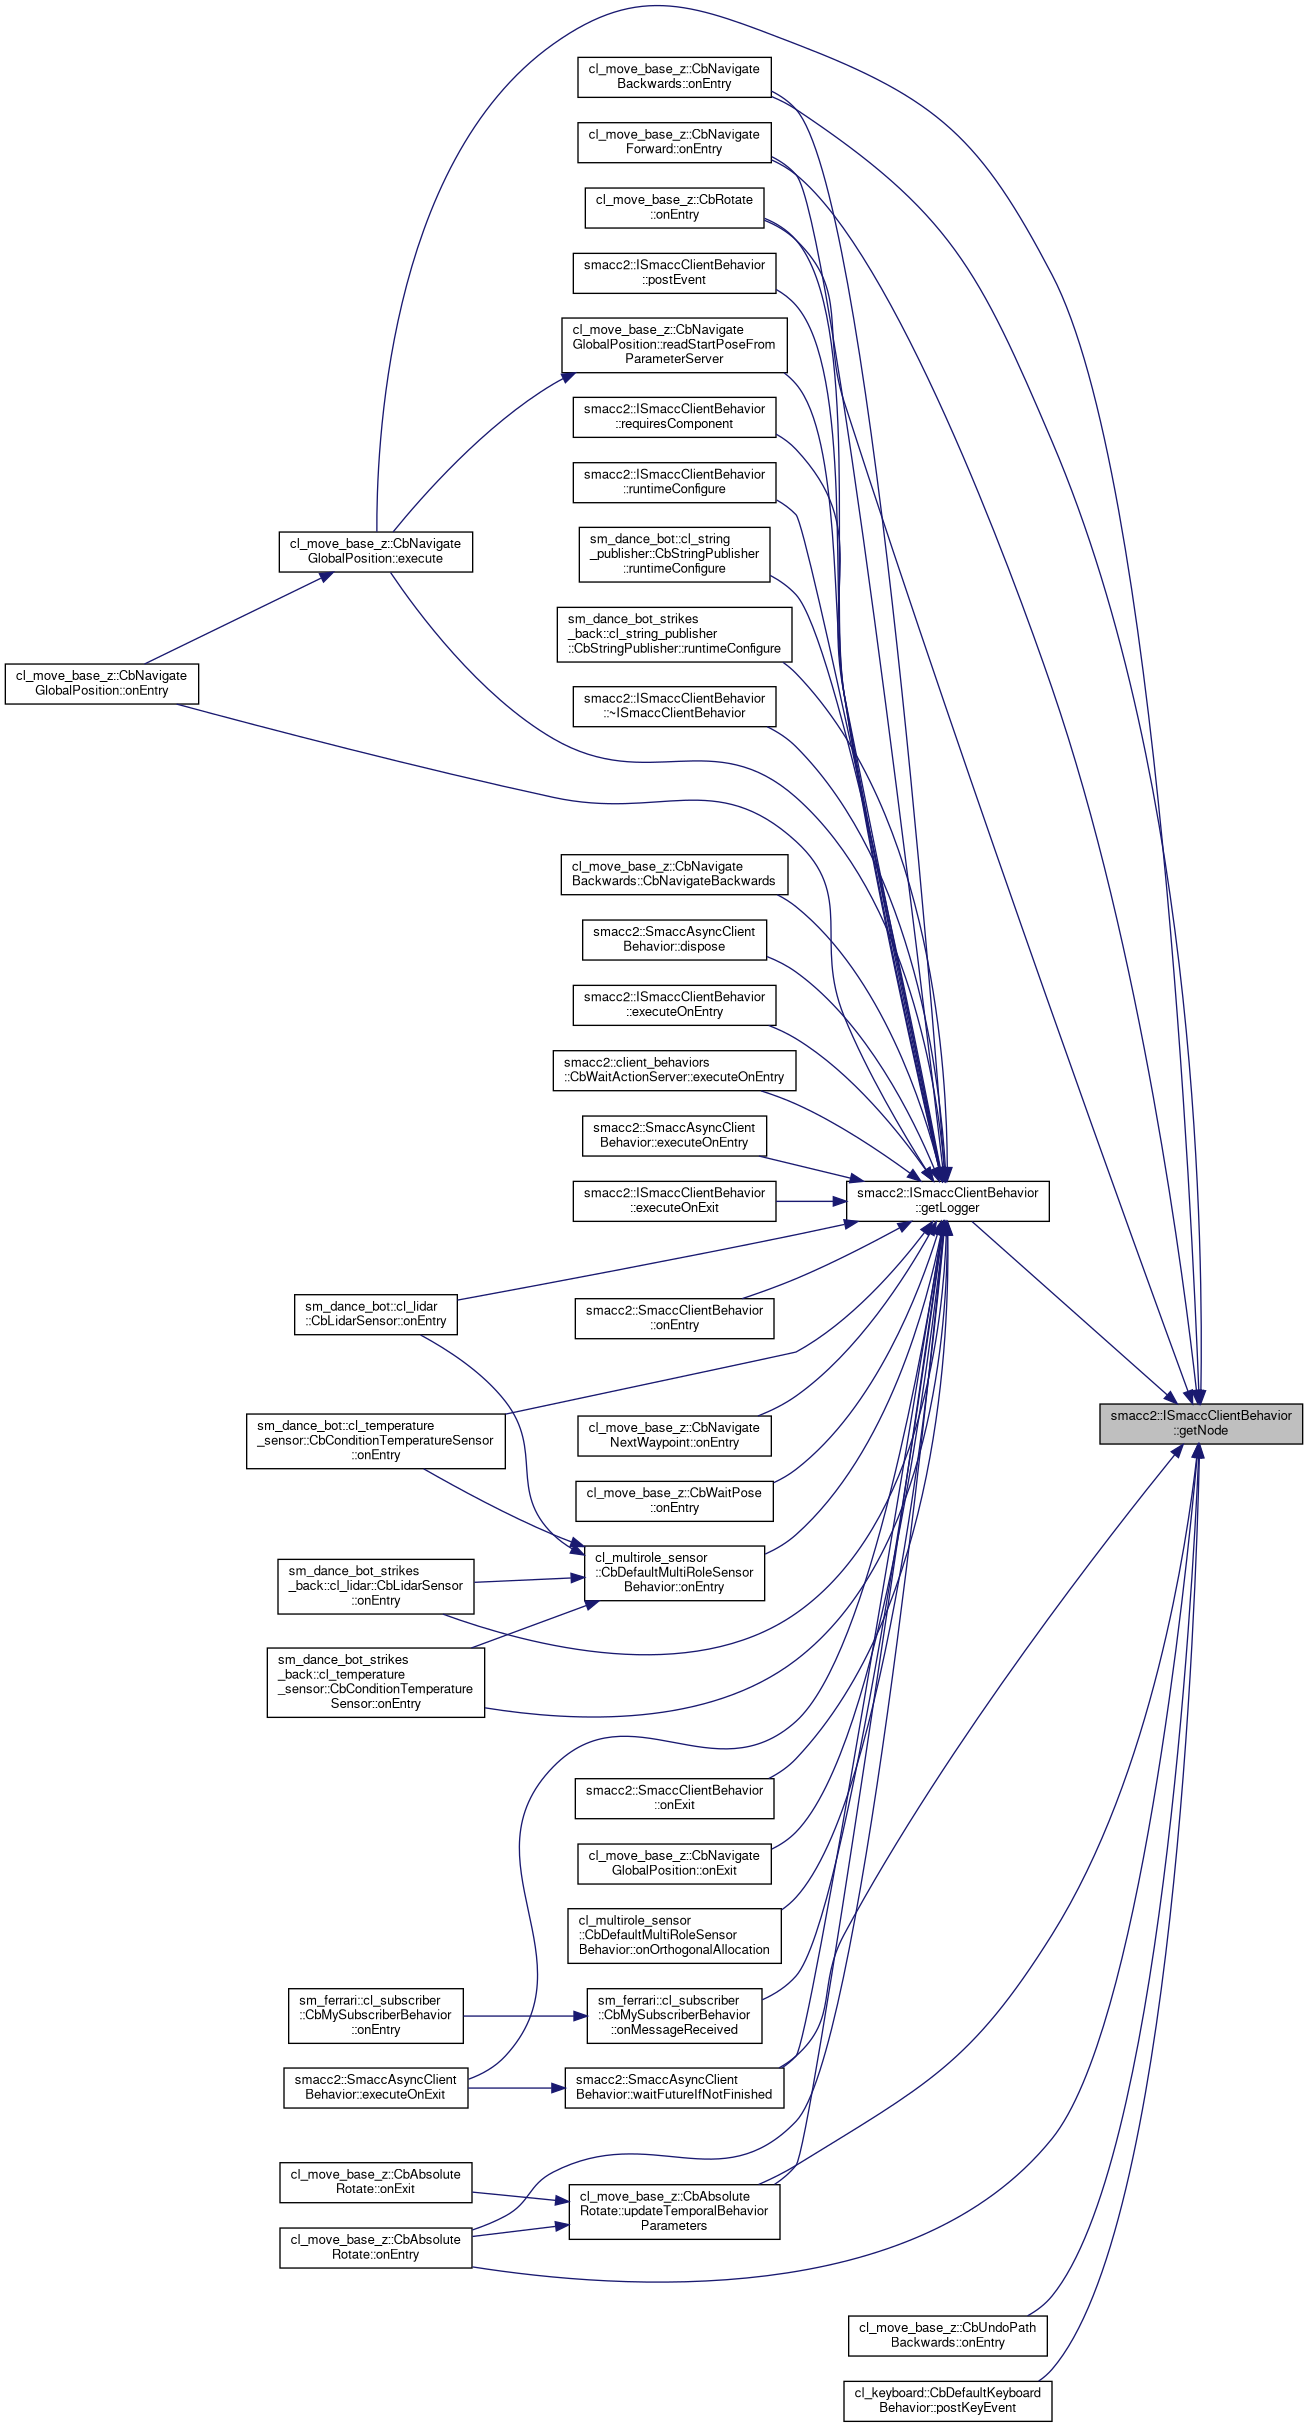 cl_move_base_z::CbNavigate
Backwards::onEntry
cl_move_base_z::CbNavigate
Forward::onEntry
cl_move_base_z::CbRotate
::onEntry
smacc2::ISmaccClientBehavior
::postEvent
cl_move_base_z::CbNavigate
GlobalPosition::readStartPoseFrom
ParameterServer
smacc2::ISmaccClientBehavior
::requiresComponent
smacc2::ISmaccClientBehavior
::runtimeConfigure
sm_dance_bot::cl_string
_publisher::CbStringPublisher
::runtimeConfigure
cl_move_base_z::CbNavigate
GlobalPosition::execute
sm_dance_bot_strikes
_back::cl_string_publisher
::CbStringPublisher::runtimeConfigure
cl_move_base_z::CbNavigate
GlobalPosition::onEntry
smacc2::ISmaccClientBehavior
::~ISmaccClientBehavior
cl_move_base_z::CbNavigate
Backwards::CbNavigateBackwards
smacc2::SmaccAsyncClient
Behavior::dispose
smacc2::ISmaccClientBehavior
::executeOnEntry
smacc2::client_behaviors
::CbWaitActionServer::executeOnEntry
smacc2::SmaccAsyncClient
Behavior::executeOnEntry
smacc2::ISmaccClientBehavior
::executeOnExit
smacc2::ISmaccClientBehavior
::getLogger
sm_dance_bot::cl_lidar
::CbLidarSensor::onEntry
smacc2::SmaccClientBehavior
::onEntry
smacc2::ISmaccClientBehavior
::getNode
sm_dance_bot::cl_temperature
_sensor::CbConditionTemperatureSensor
::onEntry
cl_move_base_z::CbNavigate
NextWaypoint::onEntry
cl_move_base_z::CbWaitPose
::onEntry
cl_multirole_sensor
::CbDefaultMultiRoleSensor
Behavior::onEntry
sm_dance_bot_strikes
_back::cl_lidar::CbLidarSensor
::onEntry
sm_dance_bot_strikes
_back::cl_temperature
_sensor::CbConditionTemperature
Sensor::onEntry
smacc2::SmaccClientBehavior
::onExit
cl_move_base_z::CbNavigate
GlobalPosition::onExit
cl_multirole_sensor
::CbDefaultMultiRoleSensor
Behavior::onOrthogonalAllocation
sm_ferrari::cl_subscriber
::CbMySubscriberBehavior
::onEntry
sm_ferrari::cl_subscriber
::CbMySubscriberBehavior
::onMessageReceived
smacc2::SmaccAsyncClient
Behavior::executeOnExit
smacc2::SmaccAsyncClient
Behavior::waitFutureIfNotFinished
cl_move_base_z::CbAbsolute
Rotate::onExit
cl_move_base_z::CbAbsolute
Rotate::updateTemporalBehavior
Parameters
cl_move_base_z::CbAbsolute
Rotate::onEntry
cl_move_base_z::CbUndoPath
Backwards::onEntry
cl_keyboard::CbDefaultKeyboard
Behavior::postKeyEvent